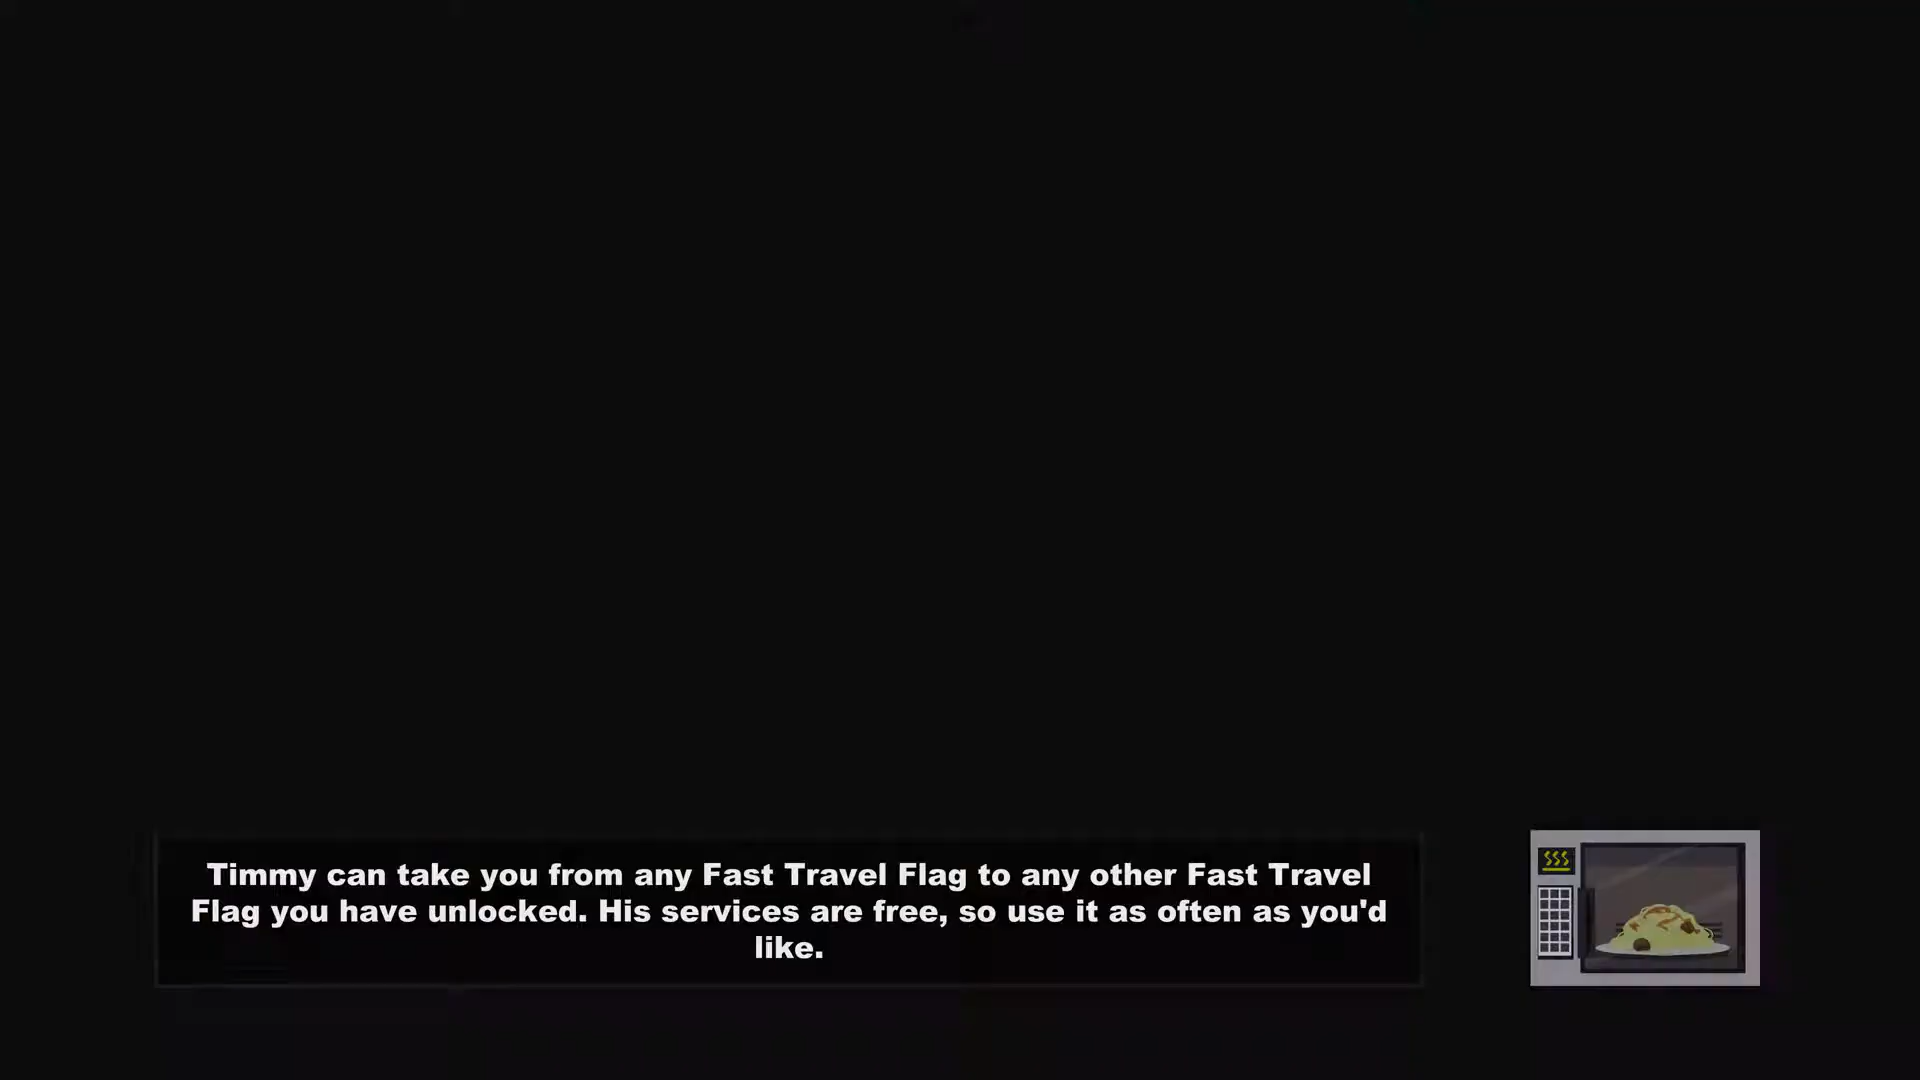 Timmy can take you from any Fast Travel Flag to any other Fast Travel
Flag you have unlocked. His services are free, so use it as often as you'd
like.